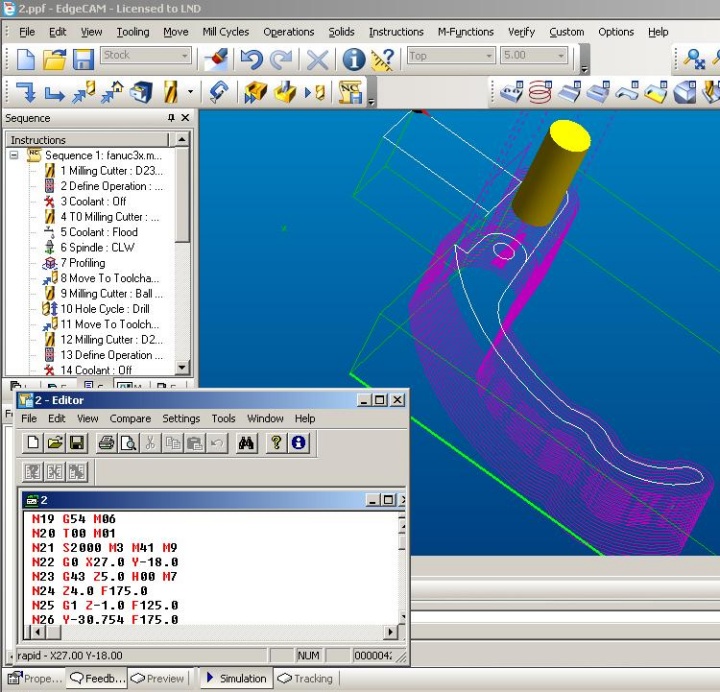 2.ppf - EdgeCAM - Licensed to LND
File Edit View Tooling Move Mill Cycles Operations Solids Instructions M-Functions Verify Custom Options Help
Stock Top 5.00
NC
Sequence
Instructions
Sequence 1: fanuc3x.m...
1 Milling Cutter : D23...
2 Define Operation : ...
3 Coolant : Off
4 T0 Milling Cutter : ...
5 Coolant : Flood
6 Spindle : CLW
7 Profiling
8 Move To Toolcha...
9 Milling Cutter : Ball ...
10 Hole Cycle : Drill
11 Move To Toolch...
12 Milling Cutter : D2...
13 Define Operation ...
14 Coolant : Off
2 - Editor
File Edit View Compare Settings Tools Window Help
2
N19 G54 M06
N20 T00 M01
N21 S2000 M3 M41 M9
N22 G0 X27.0 Y-18.0
N23 G43 Z5.0 H00 M7
N24 Z4.0 F175.0
N25 G1 Z-1.0 F125.0
N26 Y-30.754 F175.0
rapid - X27.00 Y-18.00 NUM
Prope... Feedb... Preview Simulation Tracking